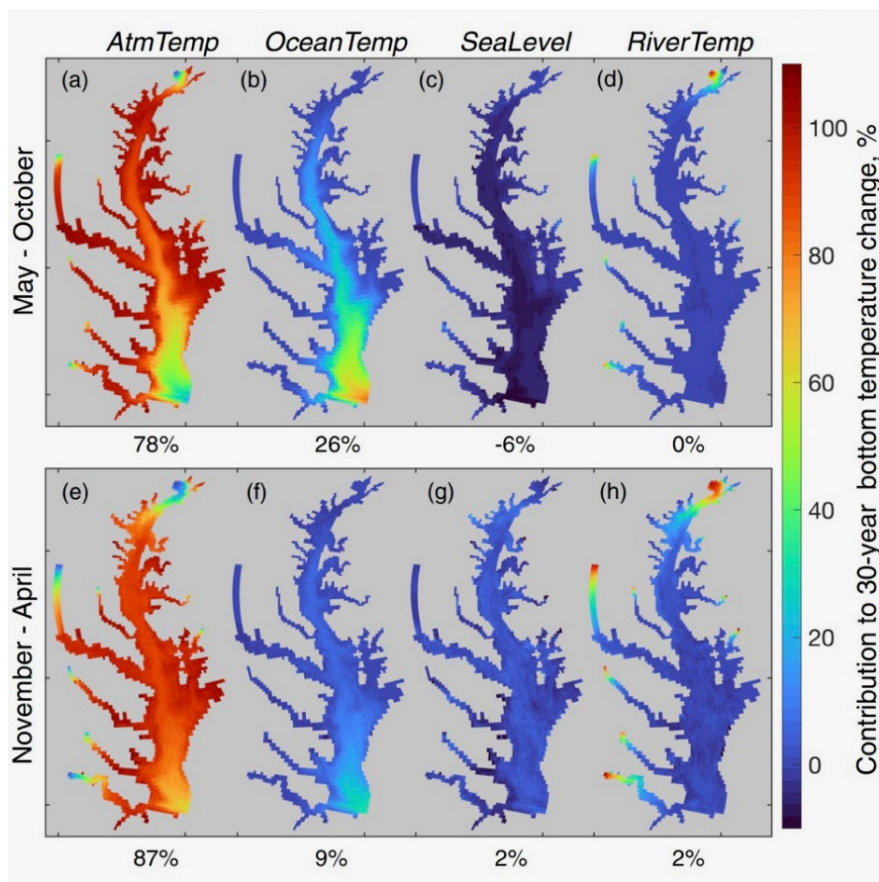 AtmTemp OceanTemp SeaLevel RiverTemp
(a) (b) (c) (d)
May - October
78% 26% -6% 0%
(e) (f) (g) (h)
November - April
87% 9% 2% 2%
100
80
60
40
20
0
Contribution to 30-year bottom temperature change, %